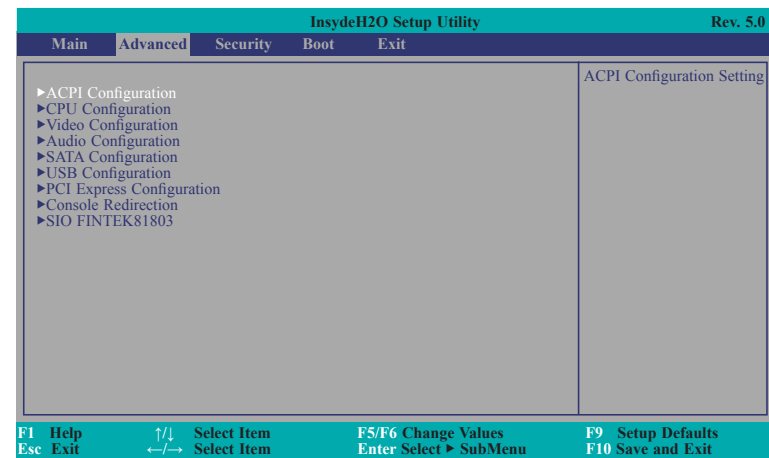 InsydeH2O Setup Utility Rev. 5.0
Main Advanced Security Boot Exit
►ACPI Configuration
►CPU Configuration
►Video Configuration
►Audio Configuration
►SATA Configuration
►USB Configuration
►PCI Express Configuration
►Console Redirection
►SIO FINTEK81803
ACPI Configuration Setting
F1 Help ↑/↓ Select Item F5/F6 Change Values F9 Setup Defaults
Esc Exit ←/→ Select Item Enter Select ► SubMenu F10 Save and Exit